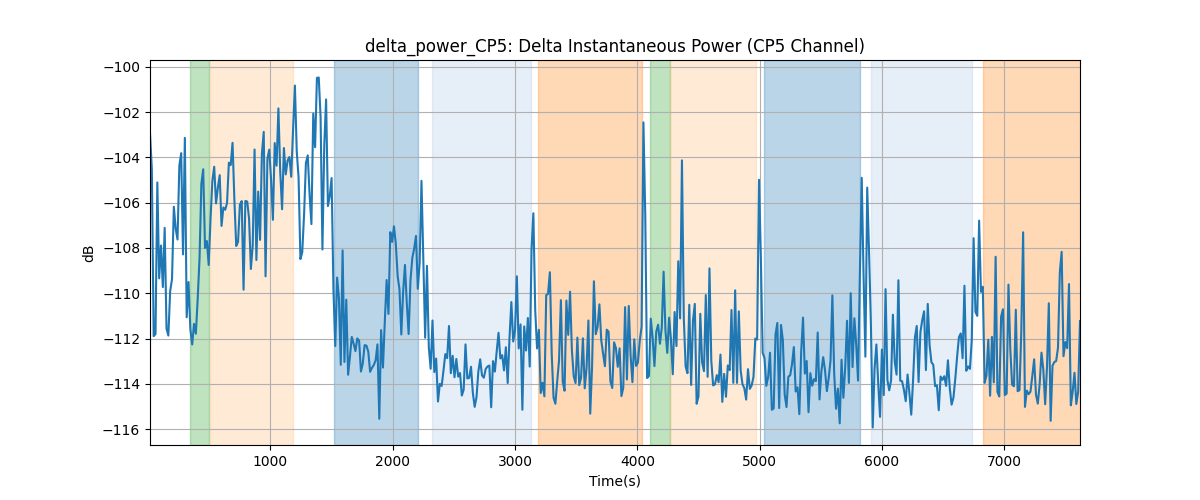 delta_power_CP5: Delta Instantaneous Power (CP5 Channel)
−100
−102
−104
−106
−108
−110
−112
−114
−116
dB
1000 2000 3000 4000 5000 6000 7000
Time(s)